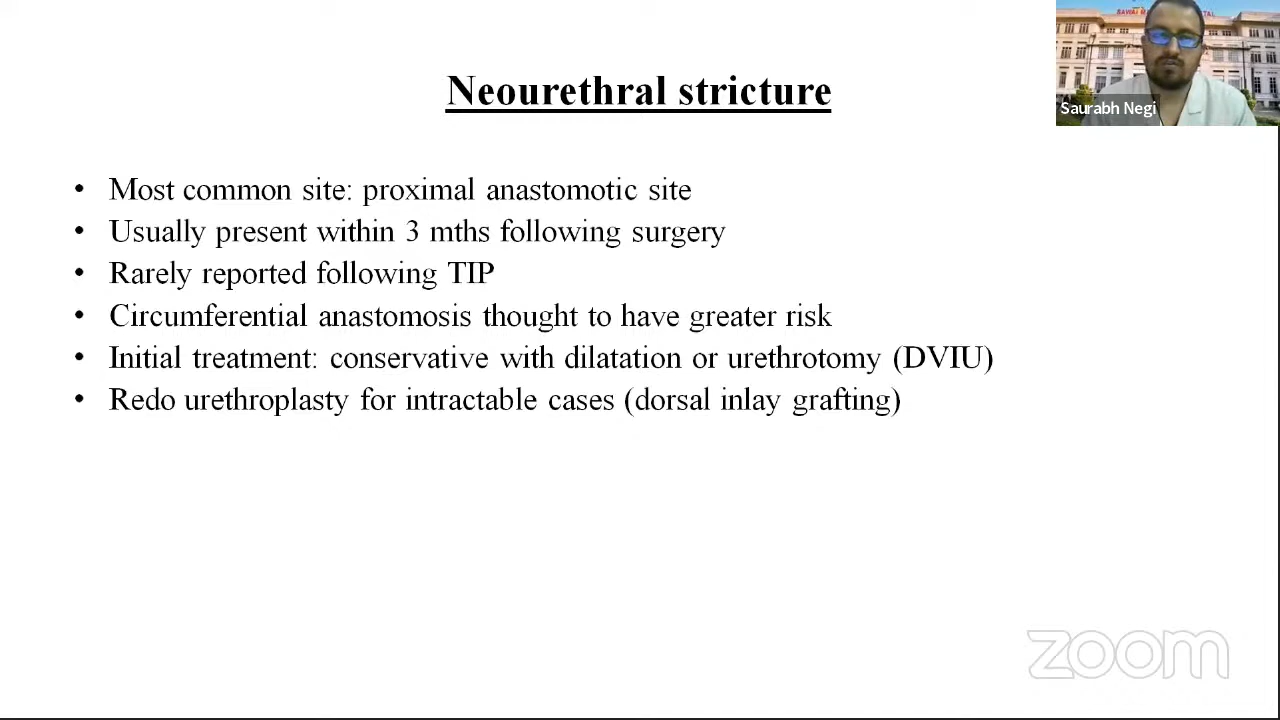 Neourethral stricture
Saurabh Negi
• Most common site: proximal anastomotic site
• Usually present within 3 mths following surgery
• Rarely reported following TIP
• Circumferential anastomosis thought to have greater risk
• Initial treatment: conservative with dilatation or urethrotomy (DVIU)
• Redo urethroplasty for intractable cases (dorsal inlay grafting)
zoom